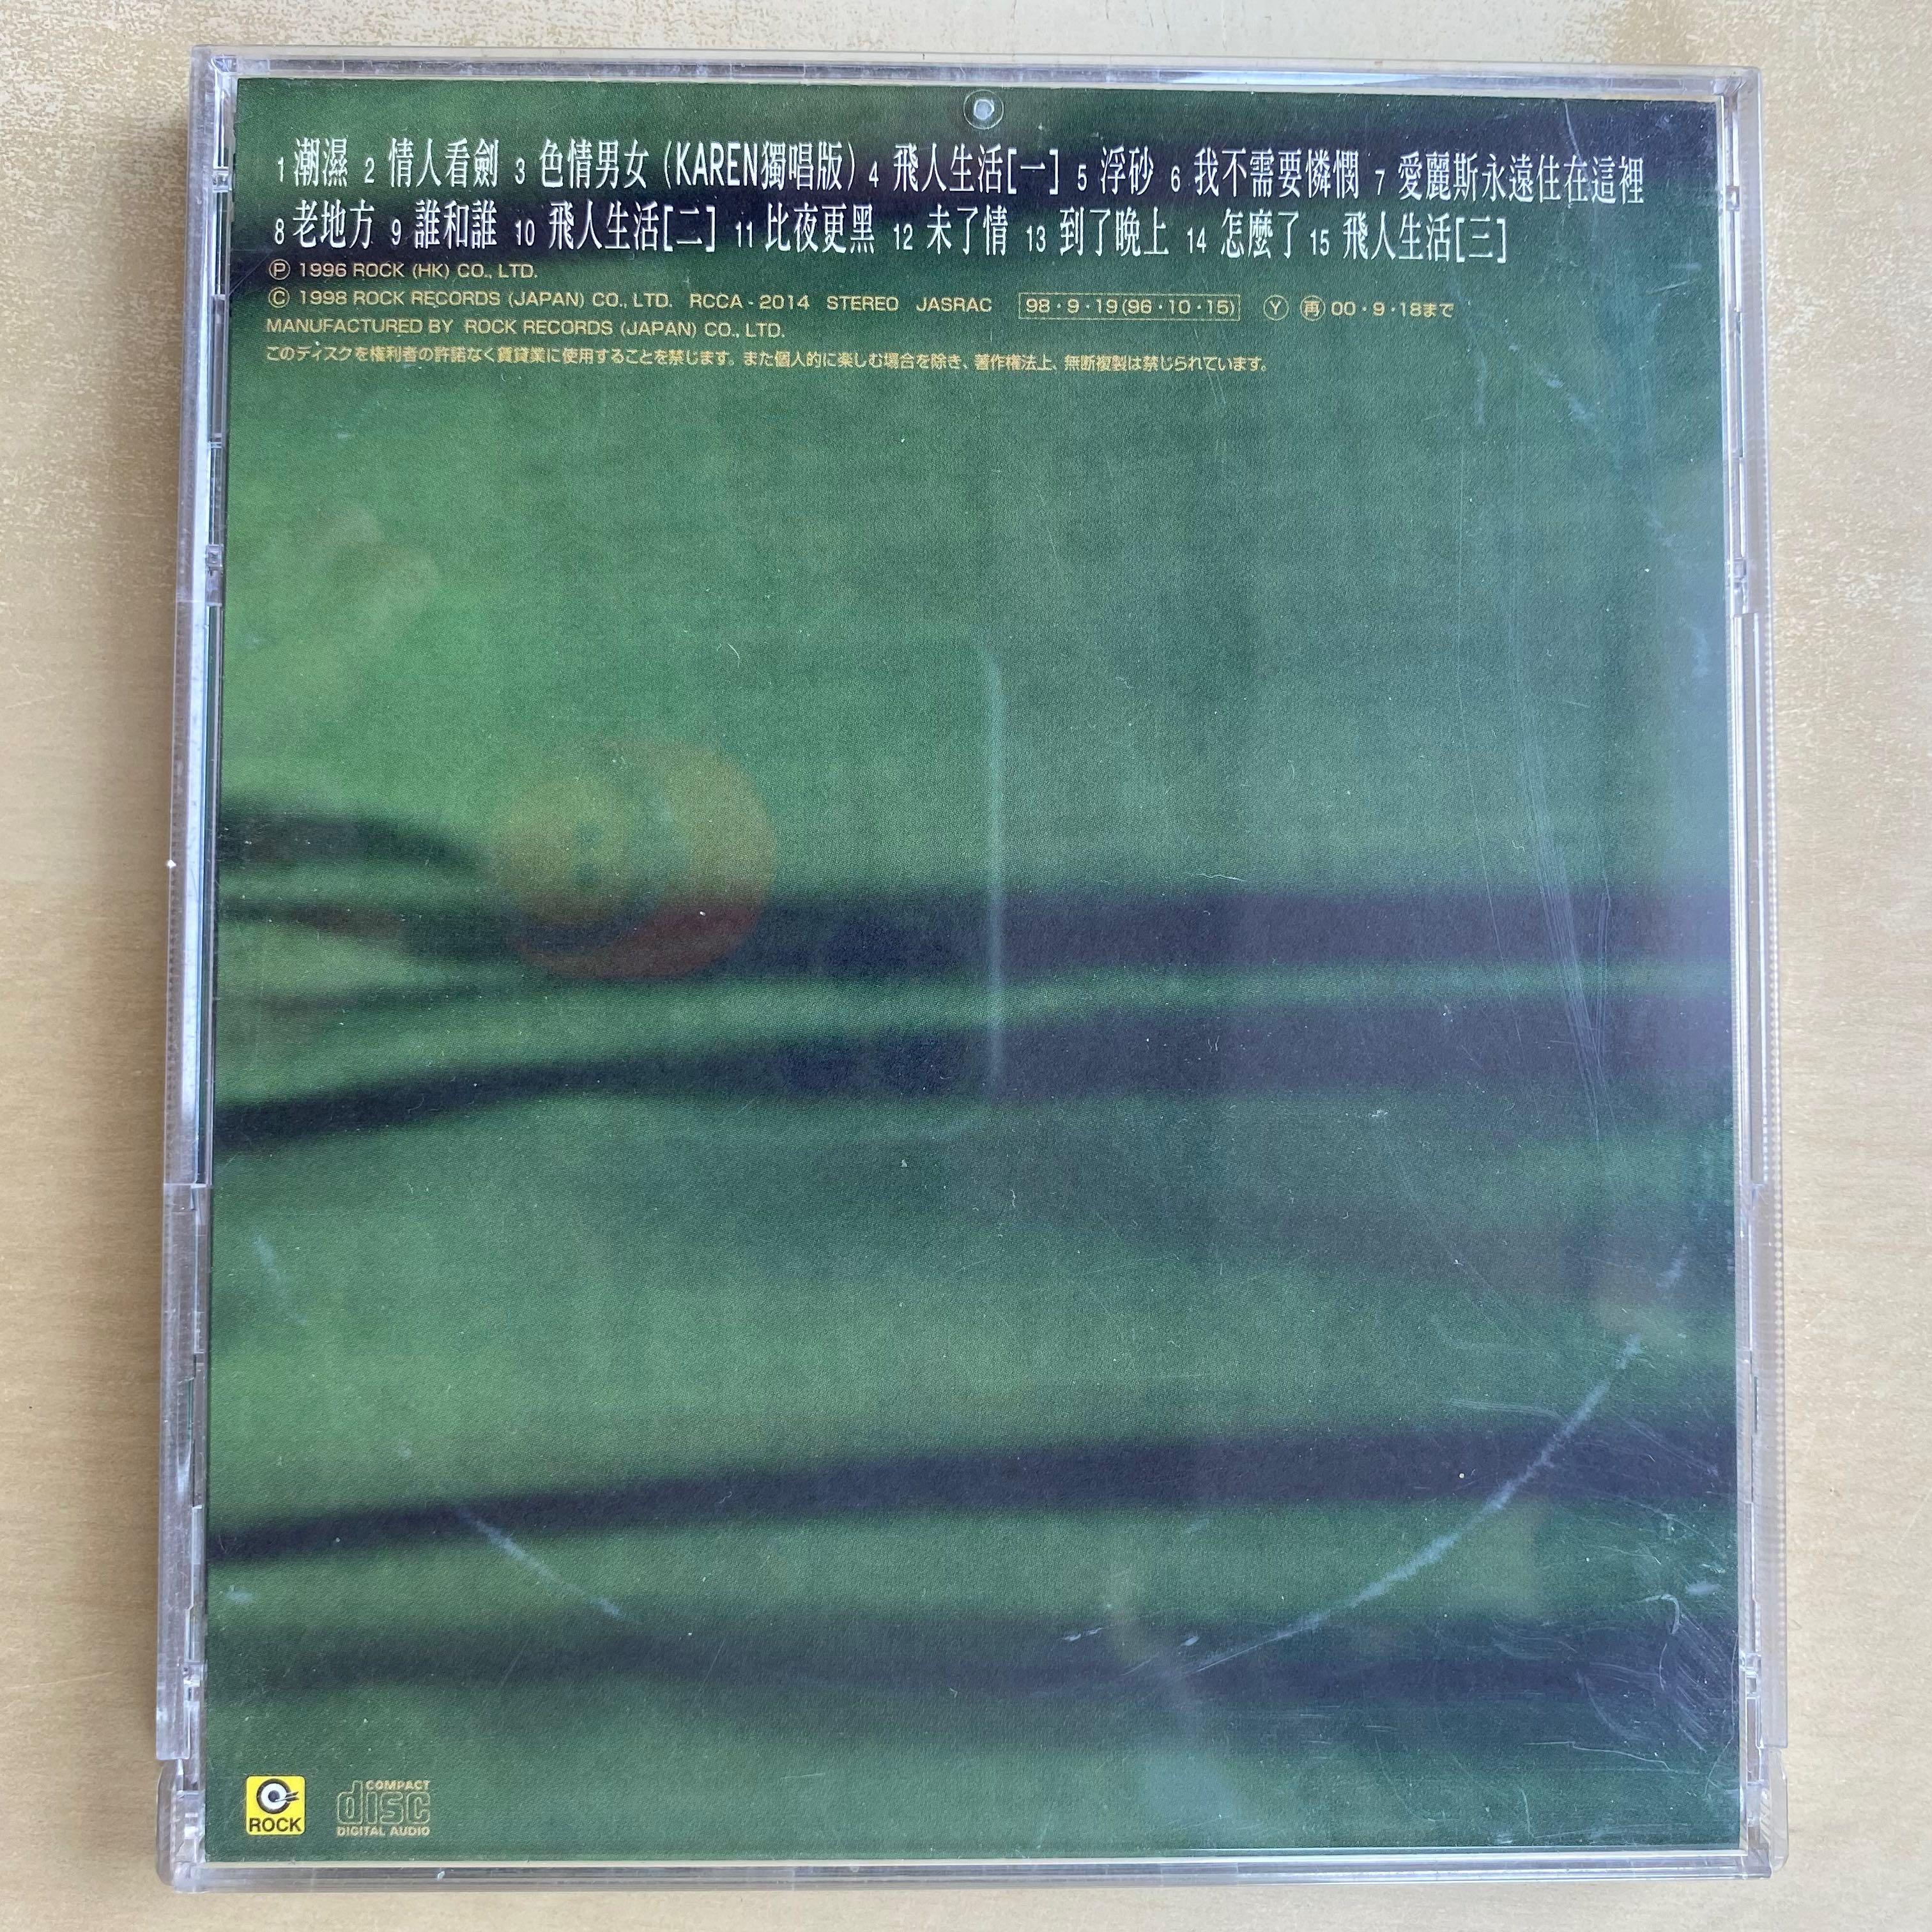 1 潮濕 2 情人看劍 3 色情男女(KAREN獨唱版) 4 飛人生活[一] 5 浮砂 6 我不需要憐憫 7 愛麗斯永遠住在這裡
8 老地方 9 誰和誰 10 飛人生活[二] 11 比夜更黑 12 未了情 13 到了晚上 14 怎麼了 15 飛人生活[三]
Ⓟ 1996 ROCK (HK) CO., LTD.
© 1998 ROCK RECORDS (JAPAN) CO., LTD. RCCA-2014 STEREO JASRAC 98・9・19(96・10・15) Ⓨ ㊢再 00・9・18まで
MANUFACTURED BY ROCK RECORDS (JAPAN) CO., LTD.
このディスクを権利者の許諾なく賃貸業に使用することを禁じます。また個人的に楽しむ場合を除き、著作権法上、無断複製は禁じられています。
ROCK
COMPACT
disc
DIGITAL AUDIO